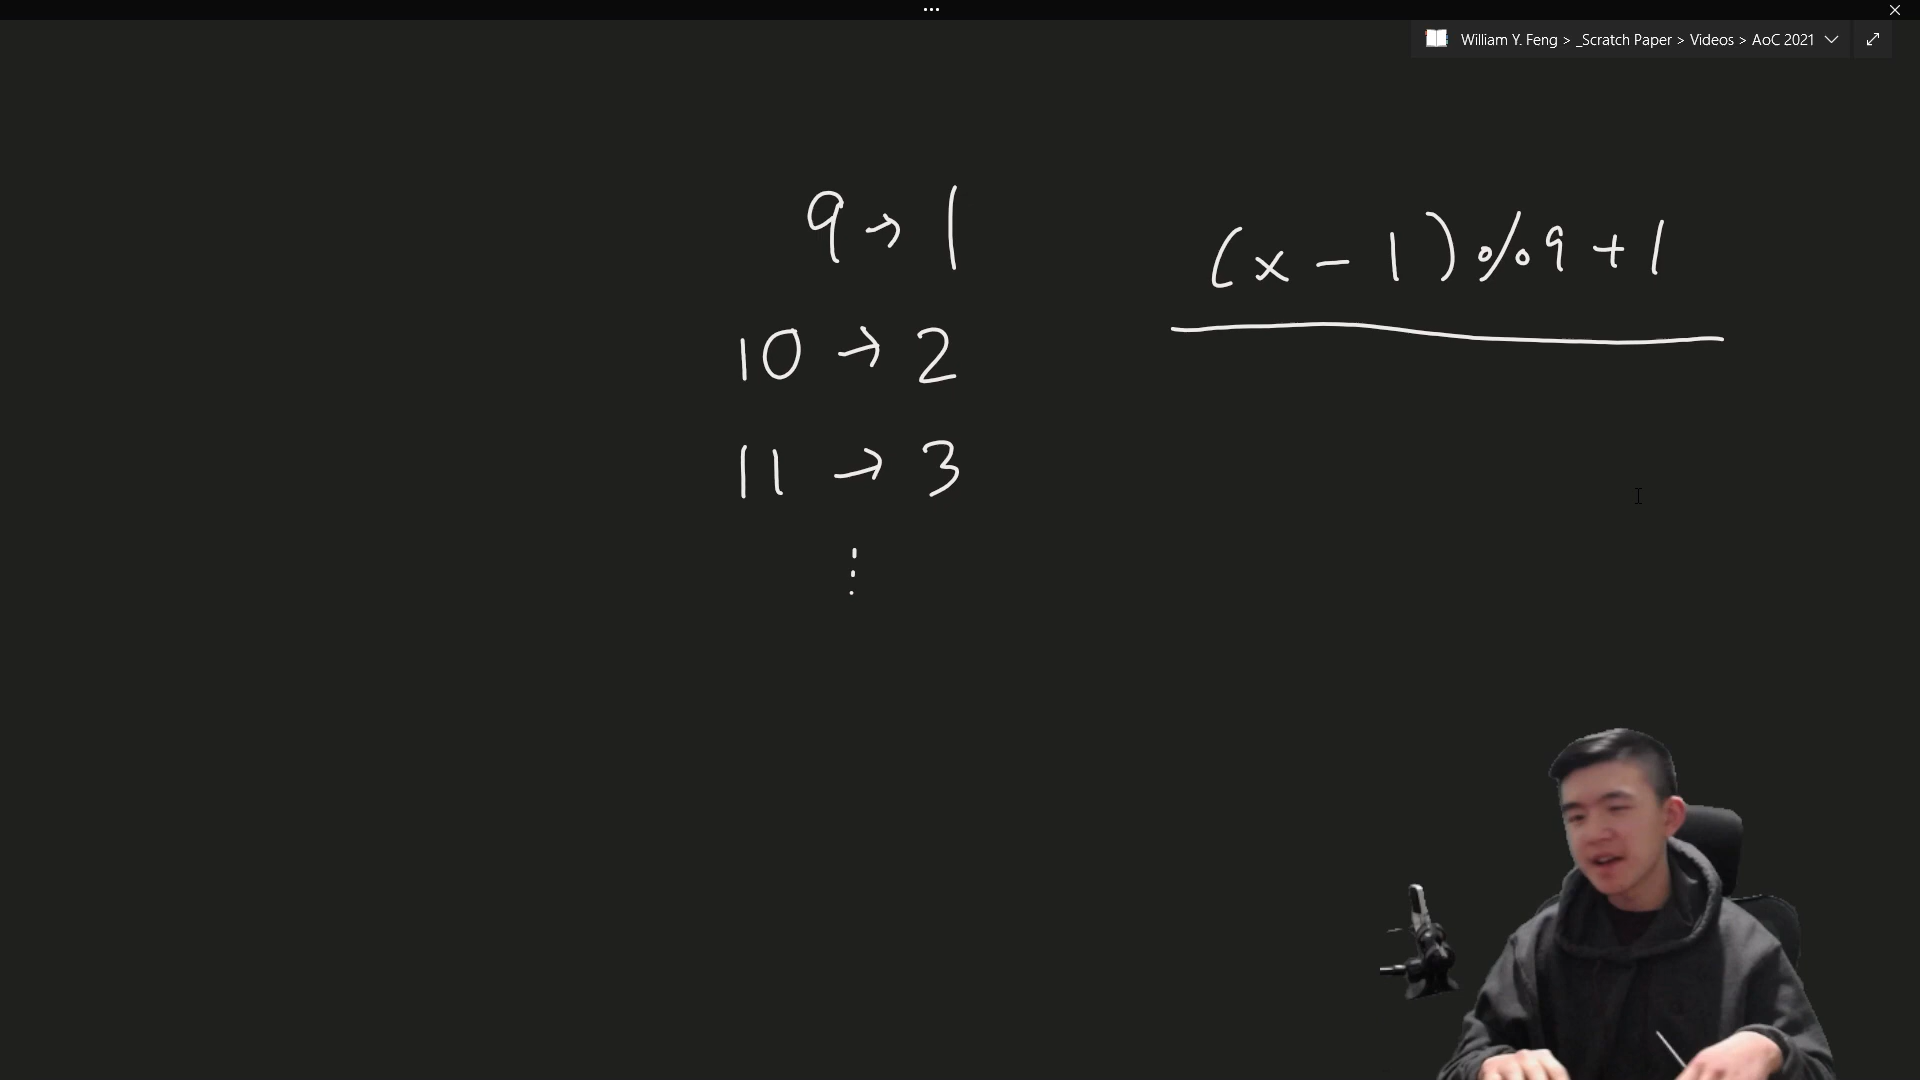 ...
William Y. Feng > _Scratch Paper > Videos > AoC 2021
9 → 1
(x - 1) % 9 + 1
10 → 2
11 → 3
⋮